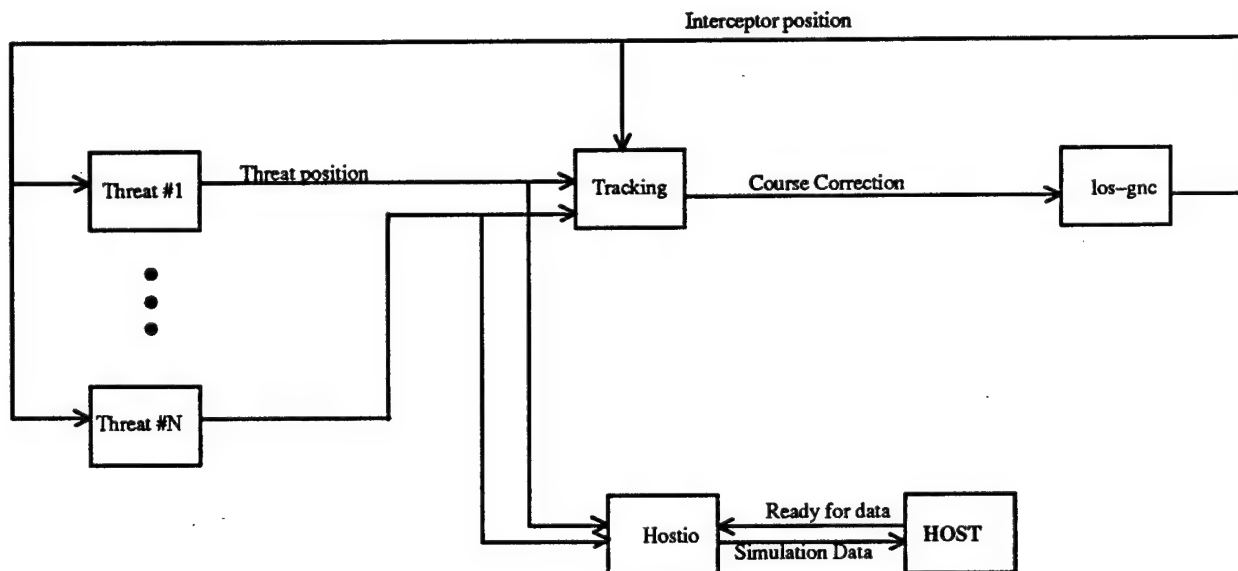 Interceptor position
Threat #1
Threat position
Tracking
Course Correction
los-gnc
Threat #N
Hostio
Ready for data
Simulation Data
HOST